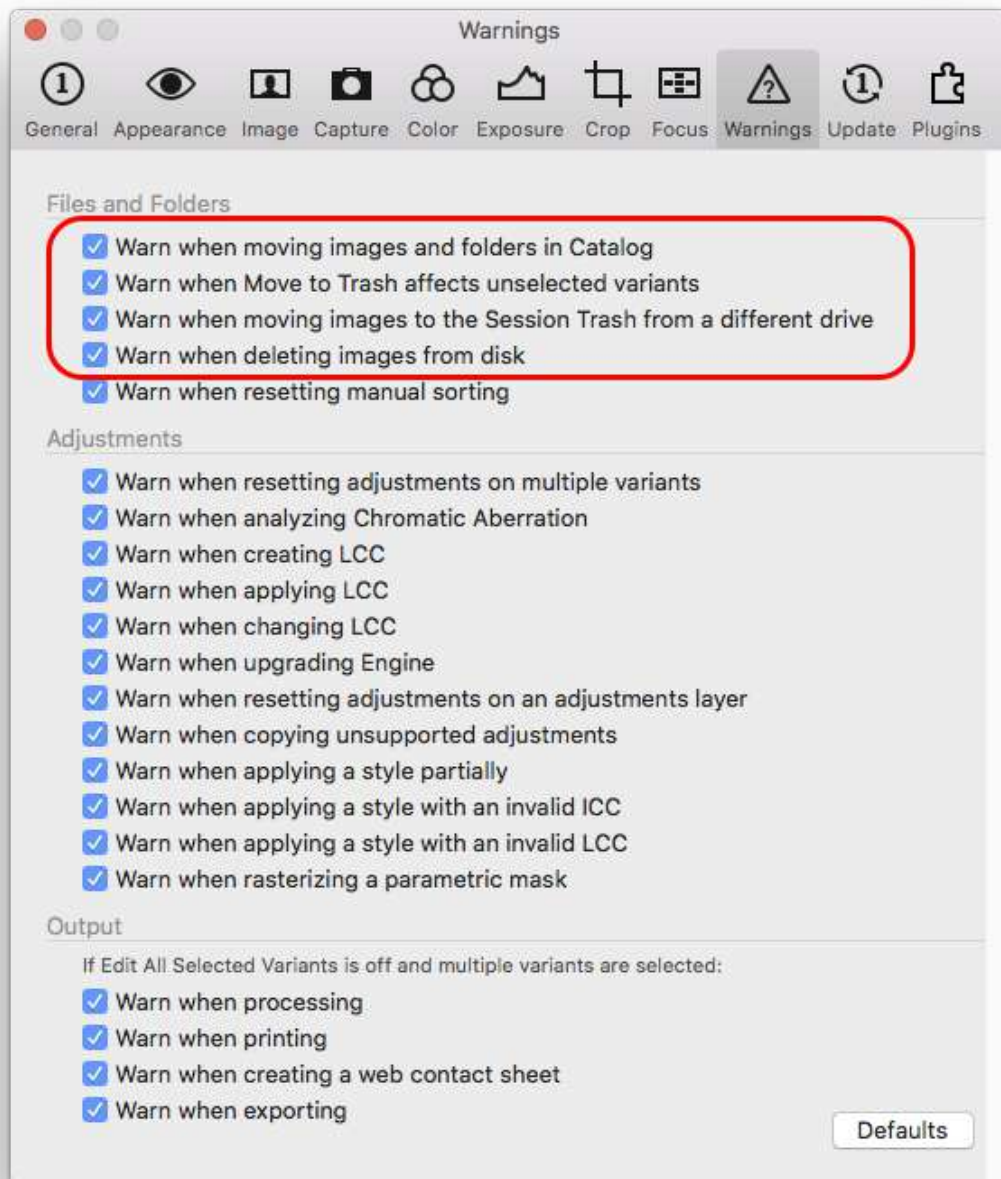 Warnings
General Appearance Image Capture Color Exposure Crop Focus Warnings Update Plugins
Files and Folders
Warn when moving images and folders in Catalog
Warn when Move to Trash affects unselected variants
Warn when moving images to the Session Trash from a different drive
Warn when deleting images from disk
Warn when resetting manual sorting
Adjustments
Warn when resetting adjustments on multiple variants
Warn when analyzing Chromatic Aberration
Warn when creating LCC
Warn when applying LCC
Warn when changing LCC
Warn when upgrading Engine
Warn when resetting adjustments on an adjustments layer
Warn when copying unsupported adjustments
Warn when applying a style partially
Warn when applying a style with an invalid ICC
Warn when applying a style with an invalid LCC
Warn when rasterizing a parametric mask
Output
If Edit All Selected Variants is off and multiple variants are selected:
Warn when processing
Warn when printing
Warn when creating a web contact sheet
Warn when exporting
Defaults